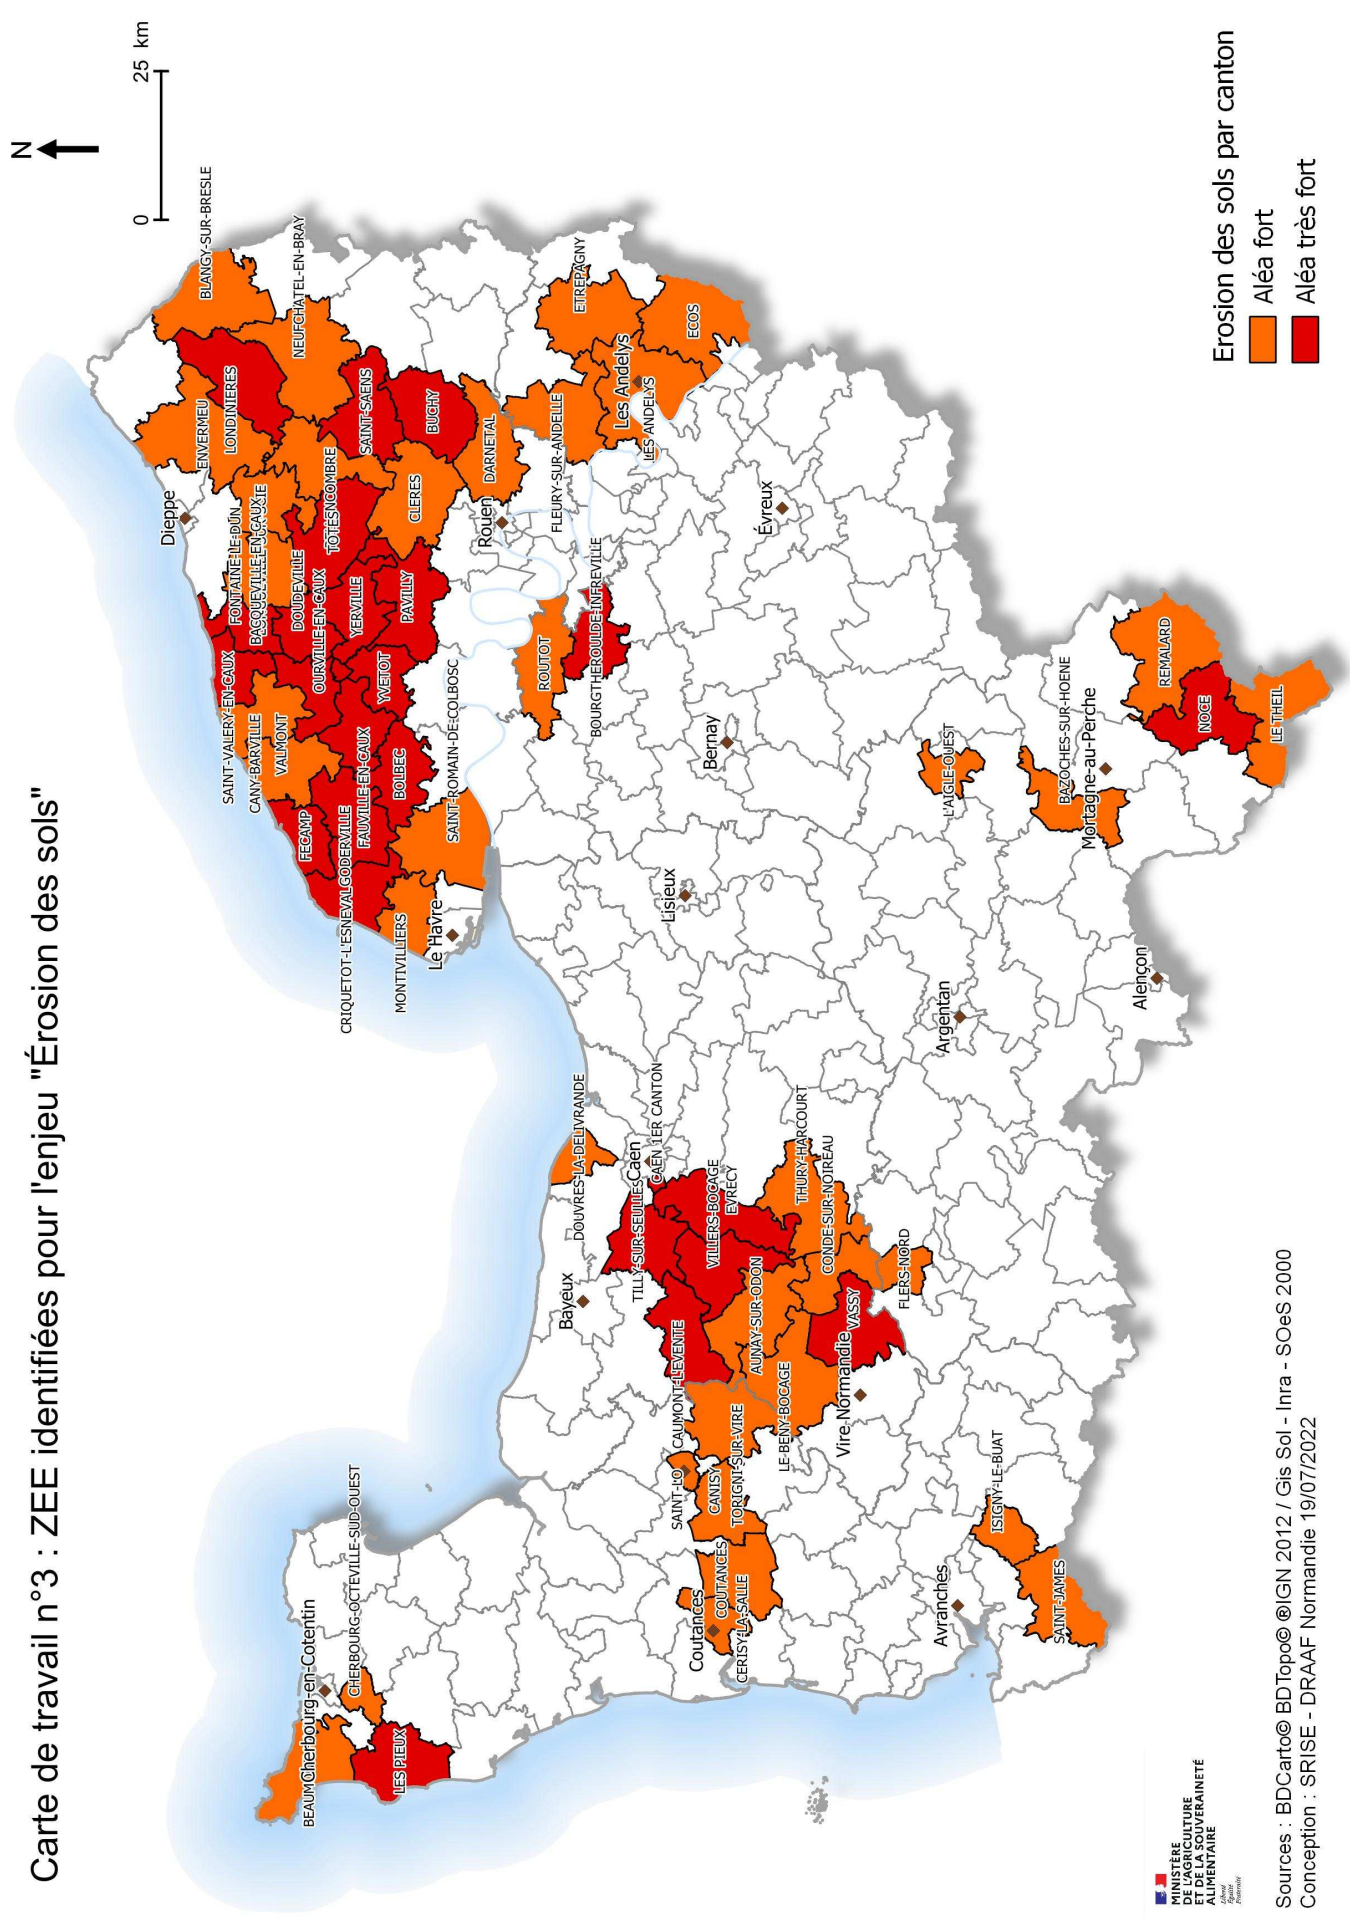 Carte de travail n°3 : ZEE identifiées pour l'enjeu "Érosion des sols"
N
0
25 km
BLANGY-SUR-BRESLE
NEUFCHATEL-EN-BRAY
LONDINIERES
ENVERMEU
Dieppe
SAINT-SAENS
BUCHY
DARNETAL
CLERES
TOTES
FONTAINE-LE-DUN
BACQUEVILLE-EN-CAUX
DOUDEVILLE
OURVILLE-EN-CAUX
YERVILLE
PAVILLY
YVETOT
SAINT-VALERY-EN-CAUX
CANY-BARVILLE
VALMONT
FECAMP
FAUVILLE-EN-CAUX
BOLBEC
SAINT-ROMAIN-DE-COLBOSC
GODERVILLE
CRIQUETOT-L'ESNEVAL
MONTIVILLIERS
Le Havre
Rouen
FLEURY-SUR-ANDELLE
ETREPAGNY
Les Andelys
LES ANDELYS
ECOS
ROUTOT
BOURGTHEROULDE-INFREVILLE
Évreux
Bernay
Lisieux
L'AIGLE-OUEST
BAZOCHES-SUR-HOENE
Mortagne-au-Perche
REMALARD
NOCE
LE THEIL
Argentan
Alençon
DOUVRES-LA-DELIVRANDE
Caen
CAEN 1ER CANTON
TILLY-SUR-SEULLES
VILLERS-BOCAGE
EVRECY
THURY-HARCOURT
CONDE-SUR-NOIREAU
FLERS-NORD
Bayeux
AUNAY-SUR-ODON
VASSY
CAUMONT-L'EVENTE
LE-BENY-BOCAGE
Vire-Normandie
SAINT-LO
CANISY
TORIGNI-SUR-VIRE
Coutances
COUTANCES
CERISY-LA-SALLE
ISIGNY-LE-BUAT
SAINT-JAMES
Avranches
CHERBOURG-OCTEVILLE-SUD-OUEST
Cherbourg-en-Cotentin
LES PIEUX
Erosion des sols par canton
Aléa fort
Aléa très fort
MINISTÈRE
DE L'AGRICULTURE
ET DE LA SOUVERAINETÉ
ALIMENTAIRE
Liberté
Égalité
Fraternité
Sources : BDCarto® BDTopo® ®IGN 2012 / Gis Sol - Inra - SOeS 2000
Conception : SRISE - DRAAF Normandie 19/07/2022